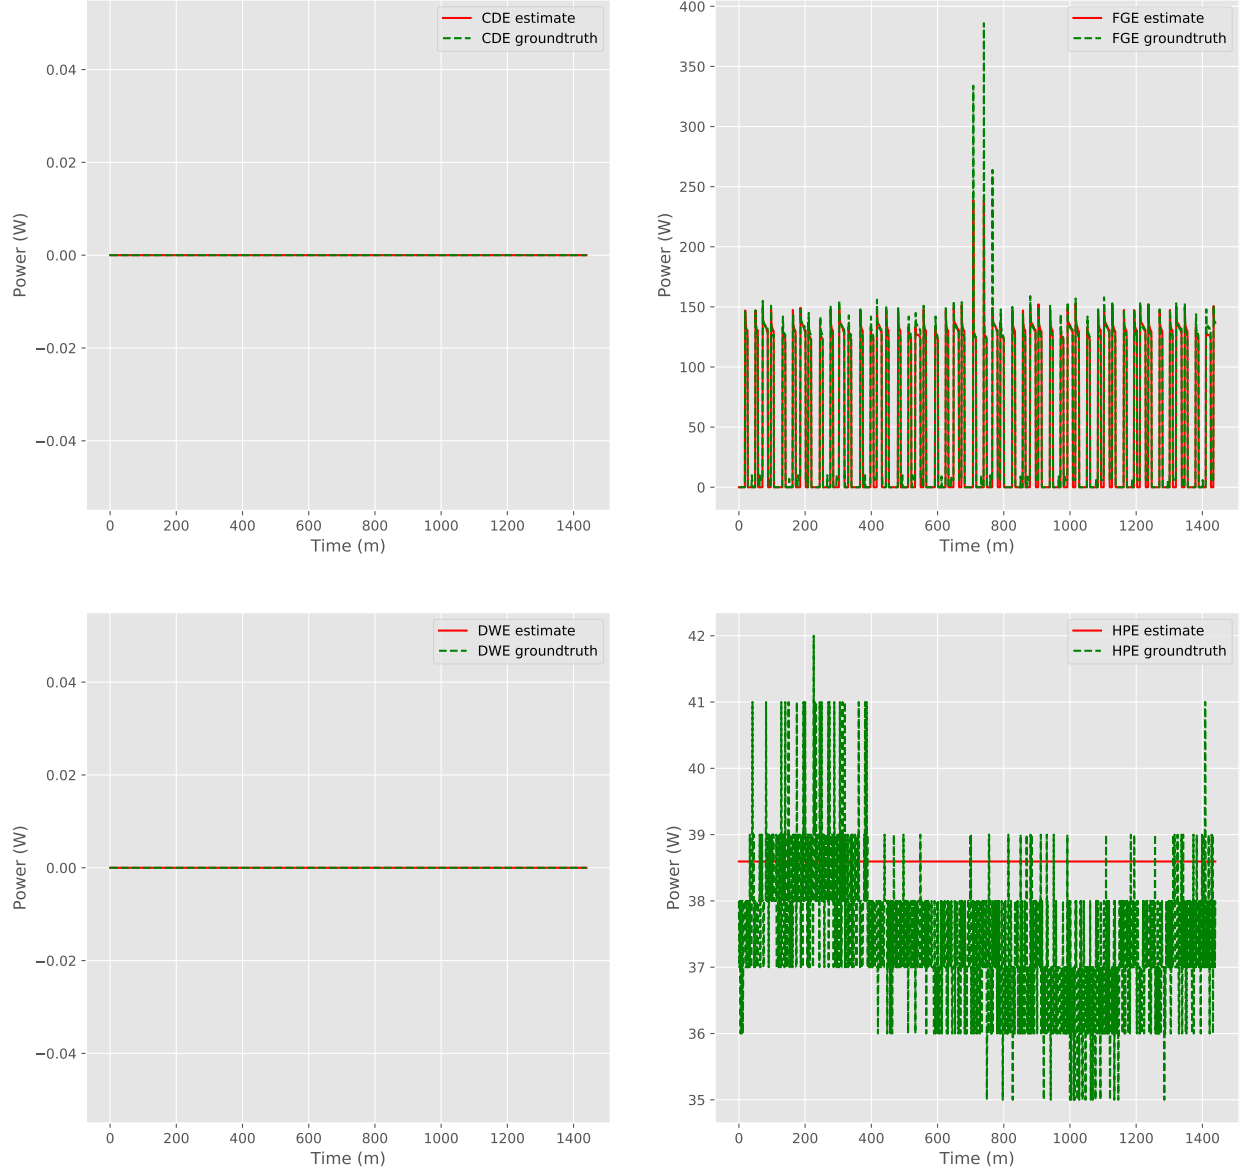 CDE estimate
CDE groundtruth
0.04
0.02
0.00
−0.02
−0.04
Power (W)
0 200 400 600 800 1000 1200 1400
Time (m)
FGE estimate
FGE groundtruth
400
350
300
250
200
150
100
50
0
Power (W)
0 200 400 600 800 1000 1200 1400
Time (m)
DWE estimate
DWE groundtruth
0.04
0.02
0.00
−0.02
−0.04
Power (W)
0 200 400 600 800 1000 1200 1400
Time (m)
HPE estimate
HPE groundtruth
42
41
40
39
38
37
36
35
Power (W)
0 200 400 600 800 1000 1200 1400
Time (m)